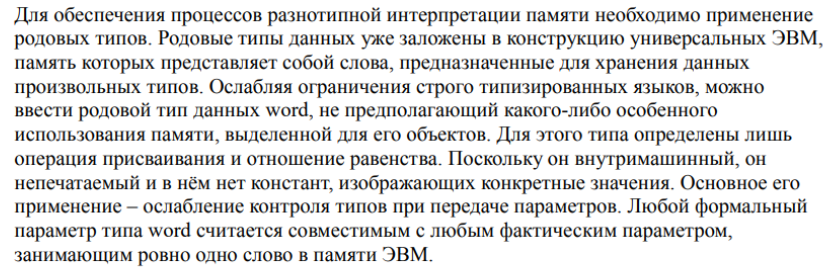 Для обеспечения процессов разнотипной интерпретации памяти необходимо применение
родовых типов. Родовые типы данных уже заложены в конструкцию универсальных ЭВМ,
память которых представляет собой слова, предназначенные для хранения данных
произвольных типов. Ослабляя ограничения строго типизированных языков, можно
ввести родовой тип данных word, не предполагающий какого-либо особенного
использования памяти, выделенной для его объектов. Для этого типа определены лишь
операция присваивания и отношение равенства. Поскольку он внутримашинный, он
непечатаемый и в нём нет констант, изображающих конкретные значения. Основное его
применение – ослабление контроля типов при передаче параметров. Любой формальный
параметр типа word считается совместимым с любым фактическим параметром,
занимающим ровно одно слово в памяти ЭВМ.